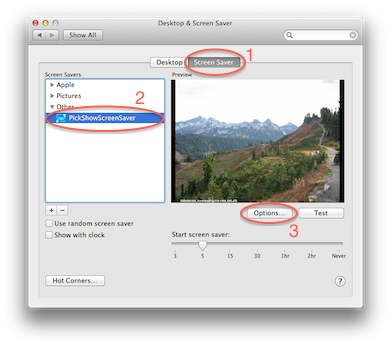 Desktop & Screen Saver
Show All
1
Desktop
Screen Saver
Screen Savers
Preview
Apple
2
Pictures
Other
PickShowScreenSaver
+ −
Options...
Test
3
Use random screen saver
Show with clock
Start screen saver:
3 5 15 30 1hr 2hr Never
Hot Corners...
?